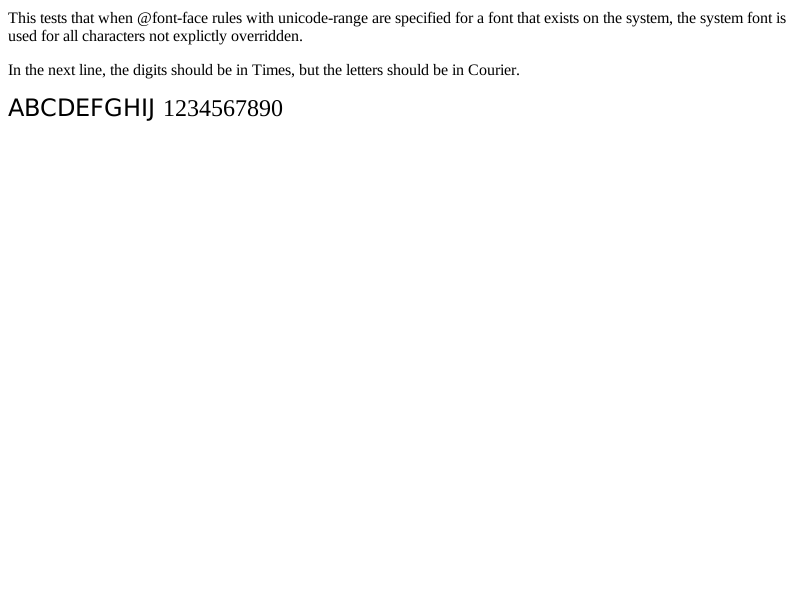 This tests that when @font-face rules with unicode-range are specified for a font that exists on the system, the system font is
used for all characters not explictly overridden.
In the next line, the digits should be in Times, but the letters should be in Courier.
ABCDEFGHIJ 1234567890